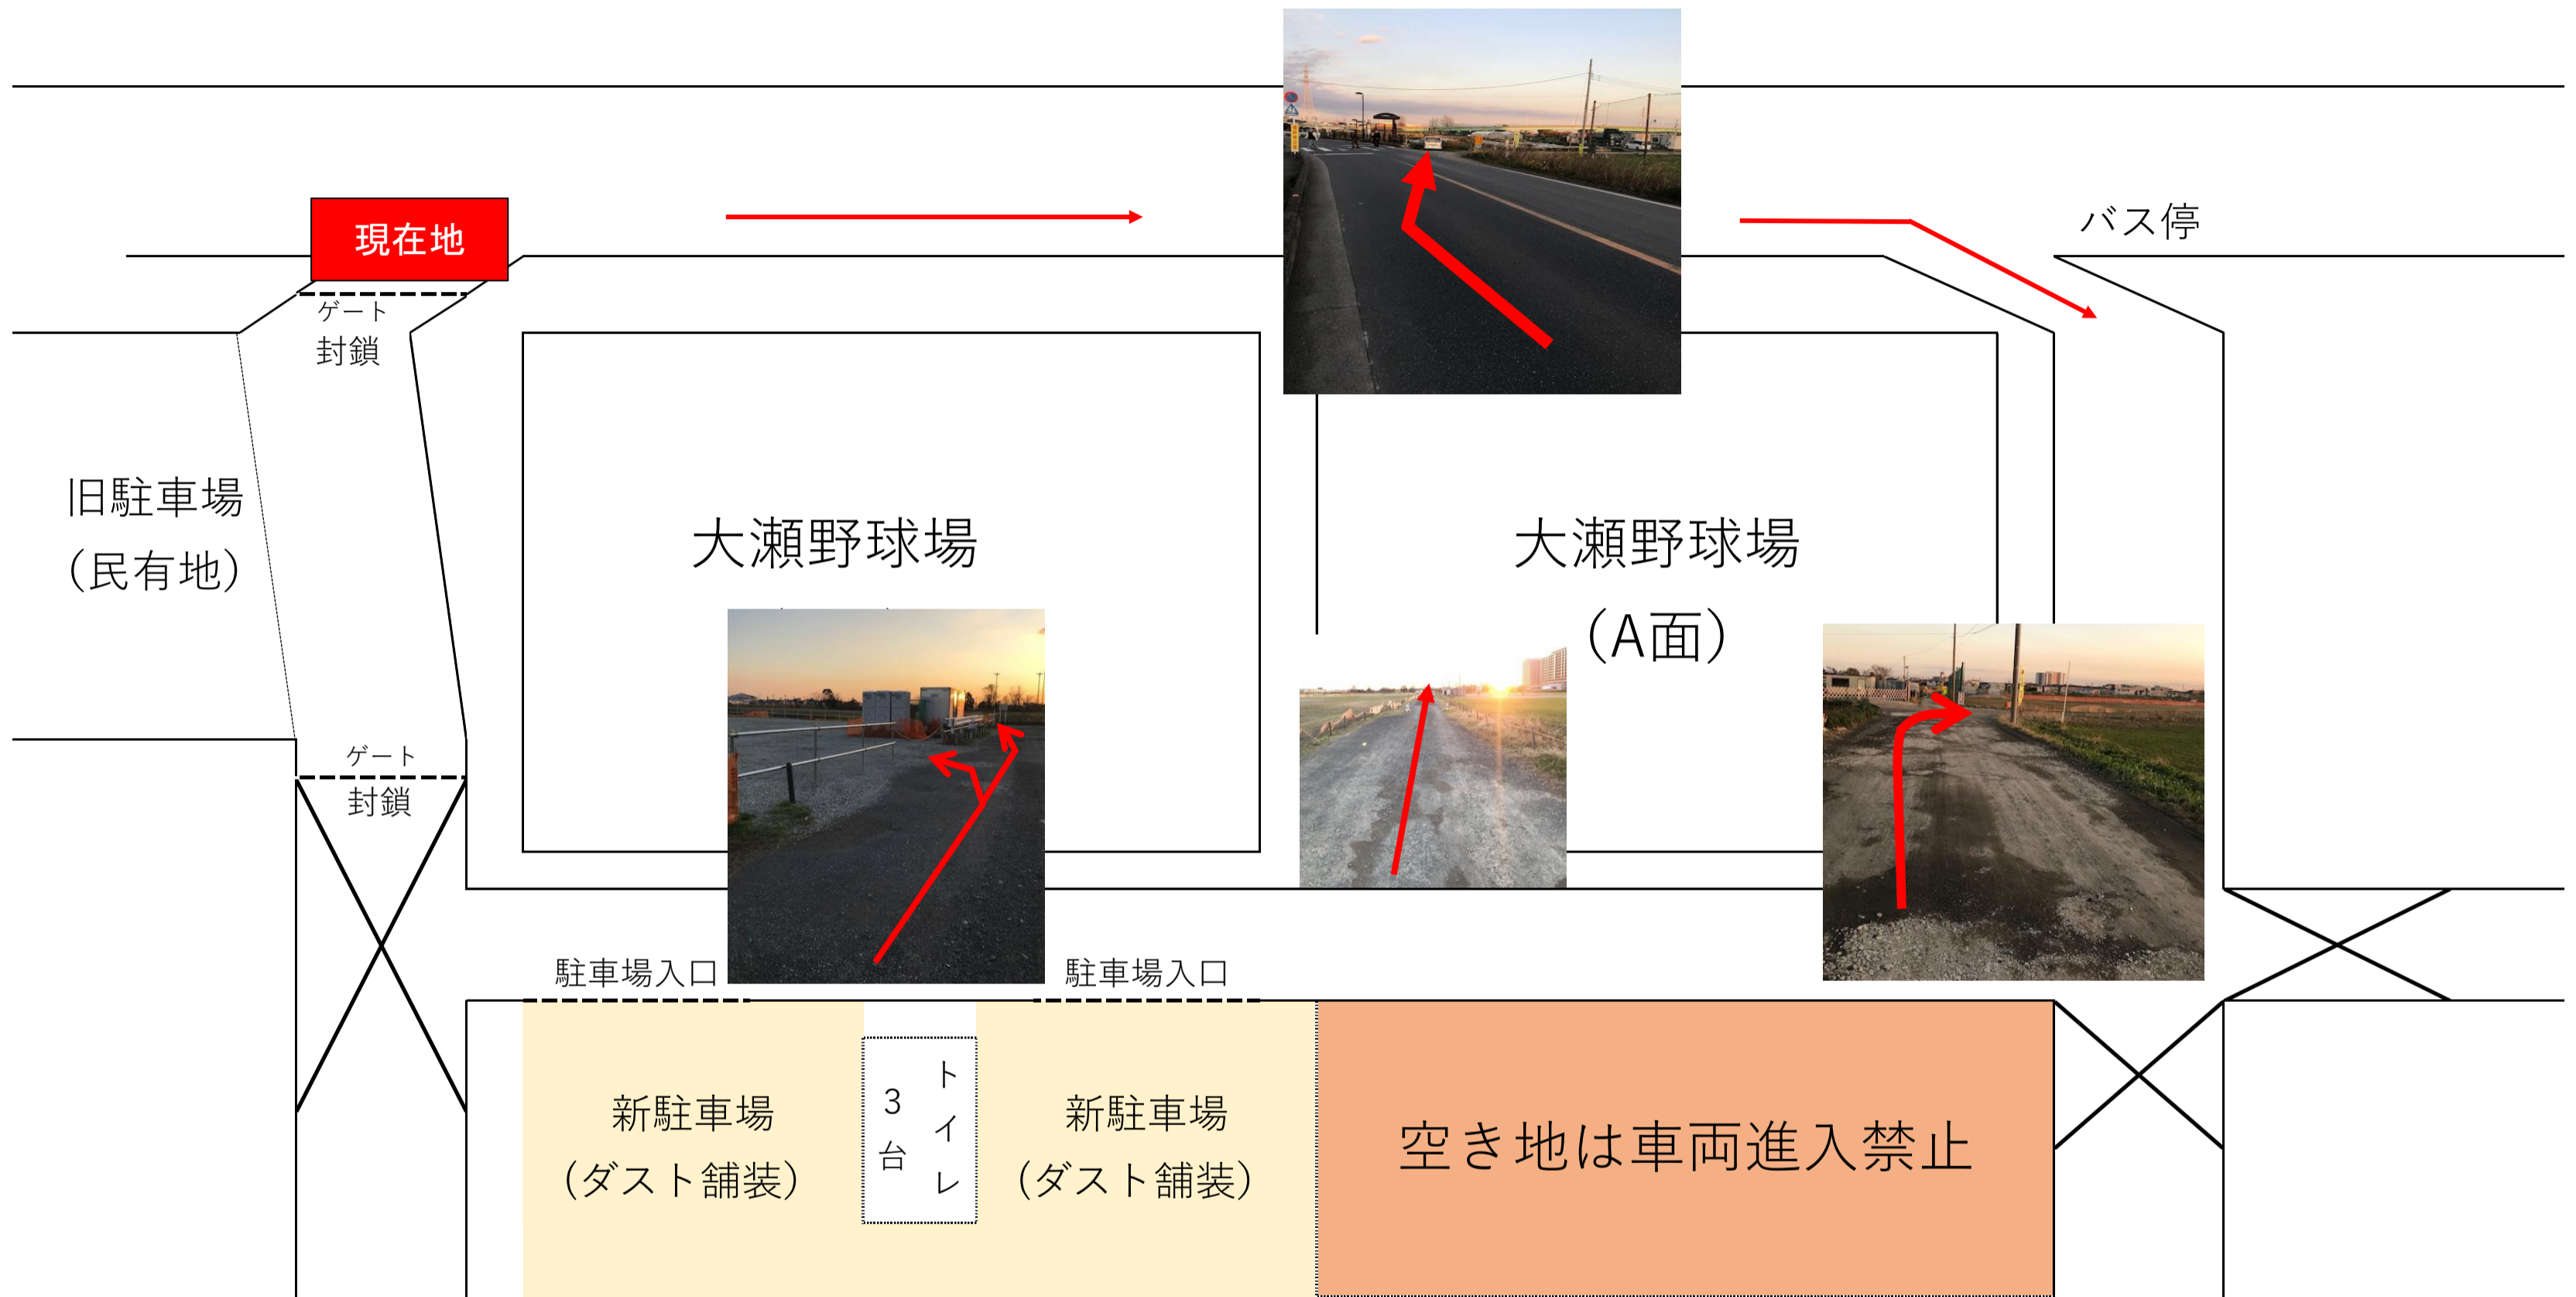 現在地
バス停
ゲート
封鎖
旧駐車場
（民有地）
大瀬野球場
大瀬野球場
（A面）
ゲート
封鎖
駐車場入口
駐車場入口
新駐車場
（ダスト舗装）
トイレ
3台
新駐車場
（ダスト舗装）
空き地は車両進入禁止